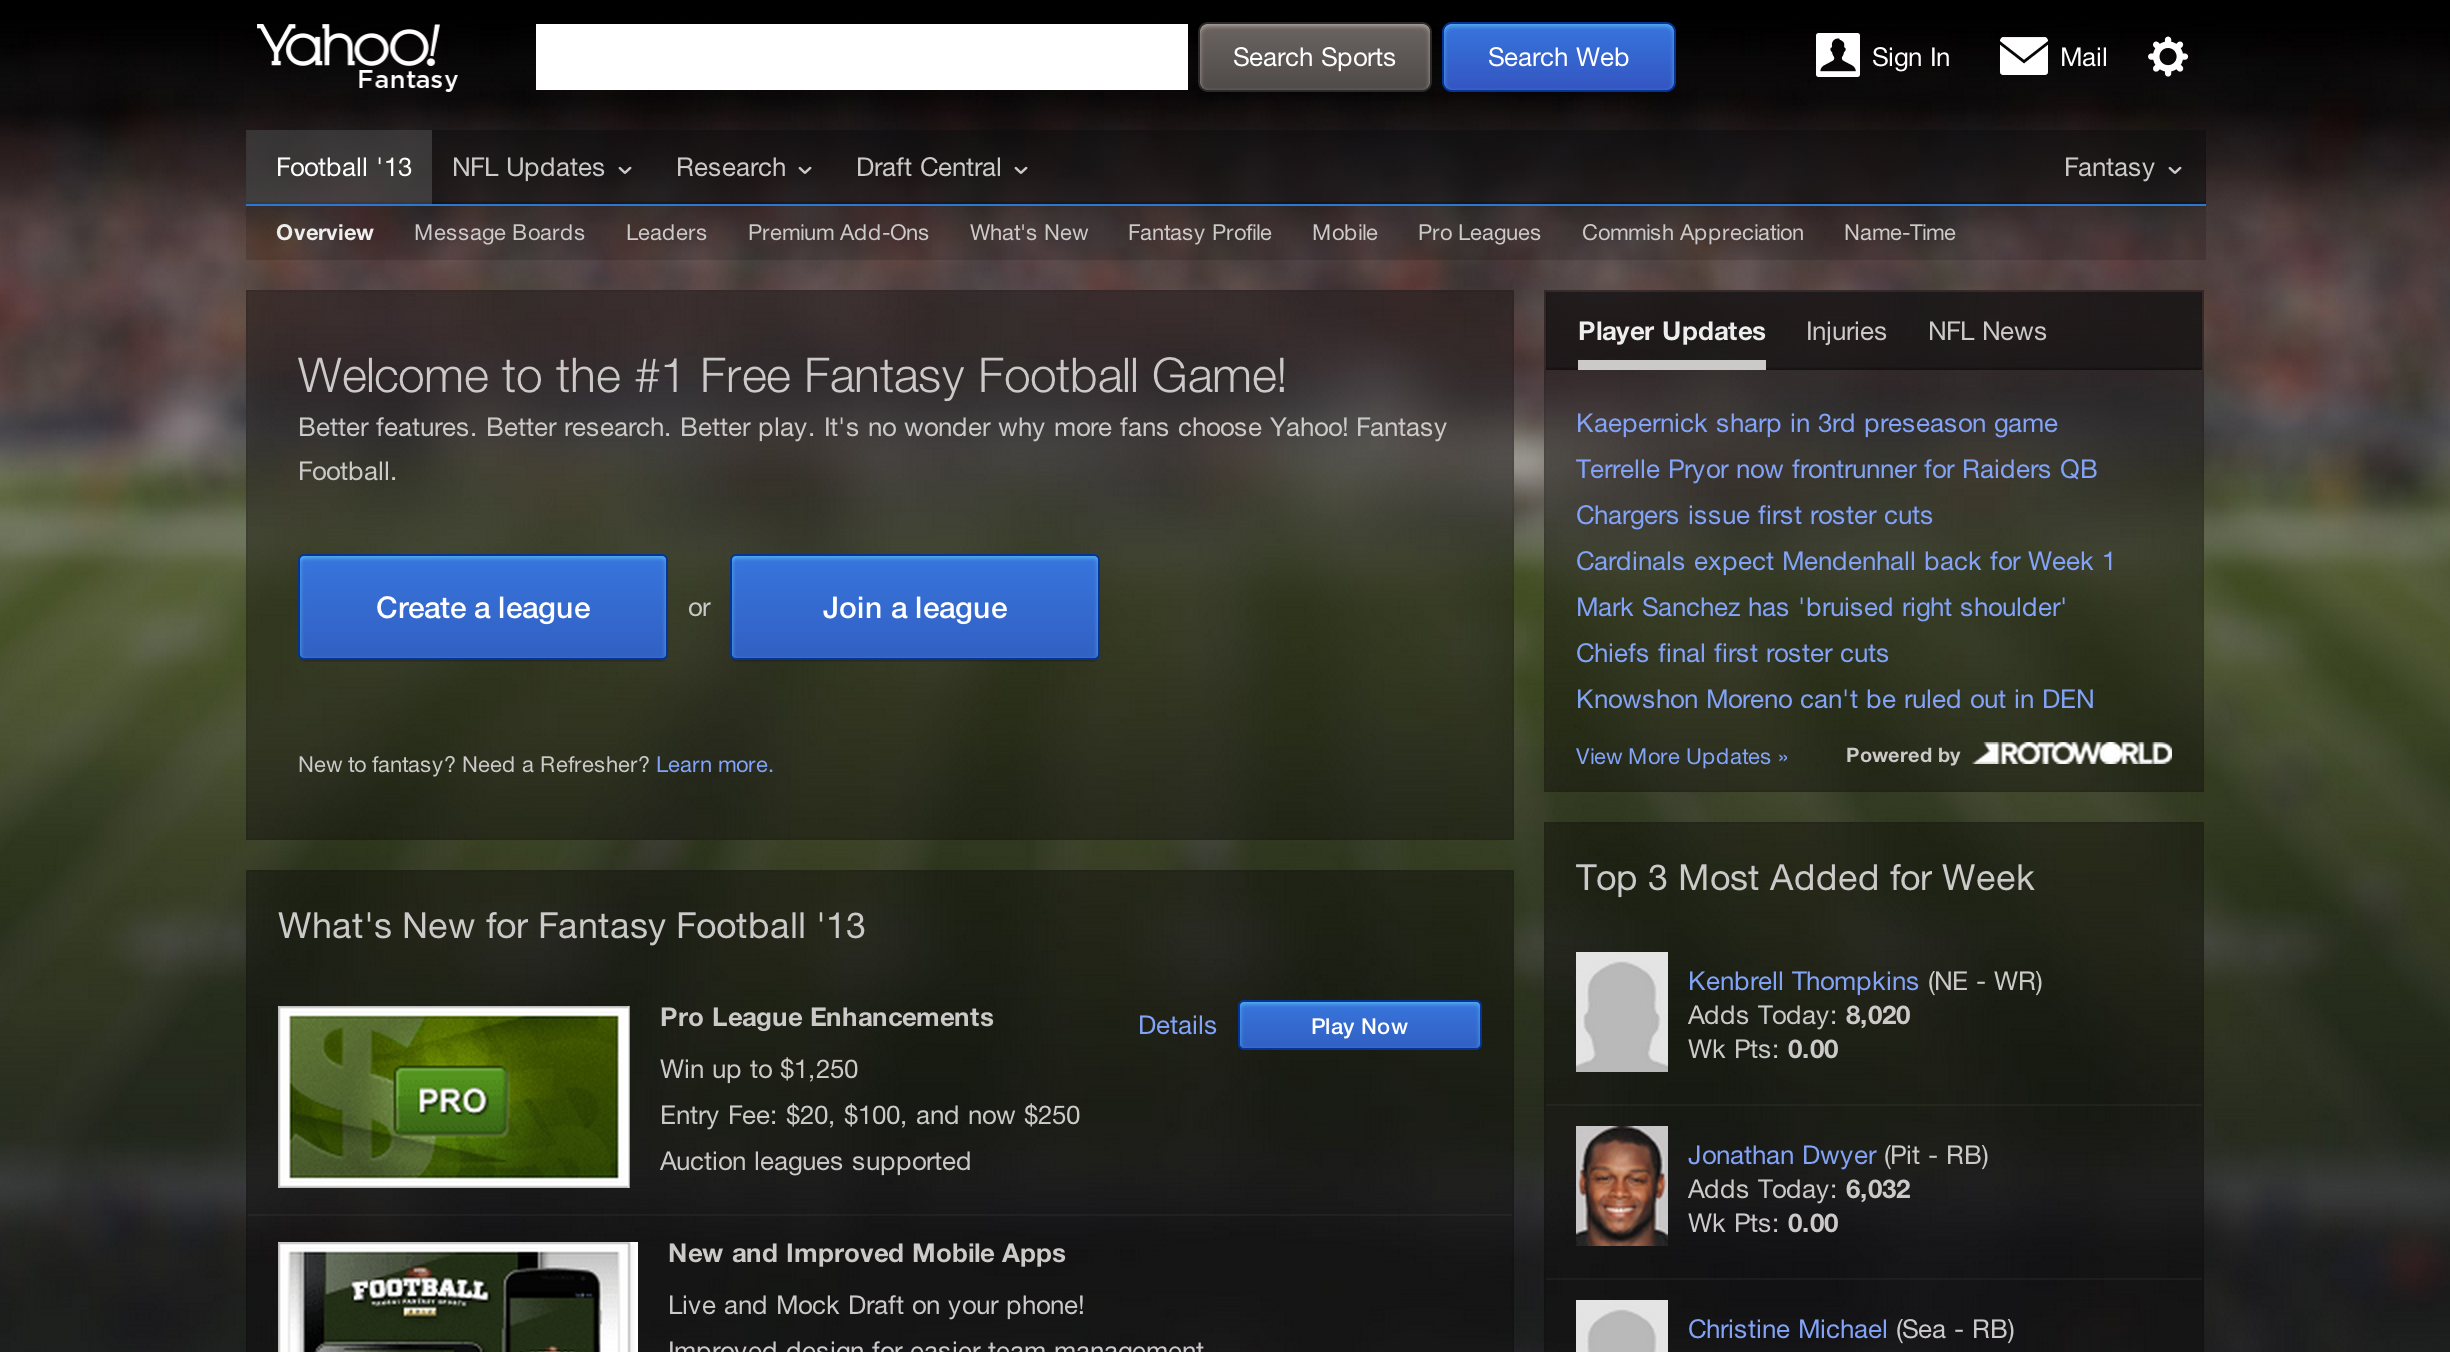 Yahoo!
Fantasy
Search Sports
Search Web
Sign In
Mail
Football '13
NFL Updates
Research
Draft Central
Fantasy
Overview
Message Boards
Leaders
Premium Add-Ons
What's New
Fantasy Profile
Mobile
Pro Leagues
Commish Appreciation
Name-Time
Welcome to the #1 Free Fantasy Football Game!
Better features. Better research. Better play. It's no wonder why more fans choose Yahoo! Fantasy
Football.
Create a league
or
Join a league
New to fantasy? Need a Refresher? Learn more.
Player Updates
Injuries
NFL News
Kaepernick sharp in 3rd preseason game
Terrelle Pryor now frontrunner for Raiders QB
Chargers issue first roster cuts
Cardinals expect Mendenhall back for Week 1
Mark Sanchez has 'bruised right shoulder'
Chiefs final first roster cuts
Knowshon Moreno can't be ruled out in DEN
View More Updates »
Powered by ROTOWORLD
What's New for Fantasy Football '13
PRO
Pro League Enhancements
Details
Play Now
Win up to $1,250
Entry Fee: $20, $100, and now $250
Auction leagues supported
FOOTBALL
New and Improved Mobile Apps
Live and Mock Draft on your phone!
Improved design for easier team management
Top 3 Most Added for Week
Kenbrell Thompkins (NE - WR)
Adds Today: 8,020
Wk Pts: 0.00
Jonathan Dwyer (Pit - RB)
Adds Today: 6,032
Wk Pts: 0.00
Christine Michael (Sea - RB)